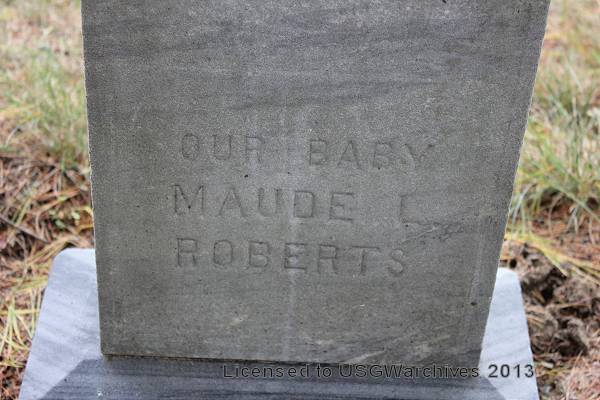 OUR BABY
MAUDE L
ROBERTS
Licensed to USGWarchives 2013